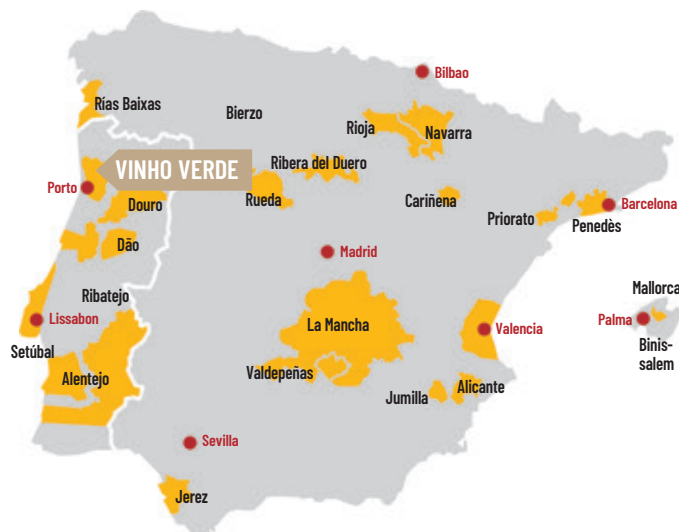 Bilbao
Rías Baixas
Bierzo
Rioja
Navarra
VINHO VERDE
Ribera del Duero
Porto
Douro
Rueda
Cariñena
Priorato
Barcelona
Penedès
Dão
Madrid
Ribatejo
Mallorca
Lissabon
La Mancha
Valencia
Palma
Setúbal
Binis-
salem
Alentejo
Valdepeñas
Jumilla
Alicante
Sevilla
Jerez